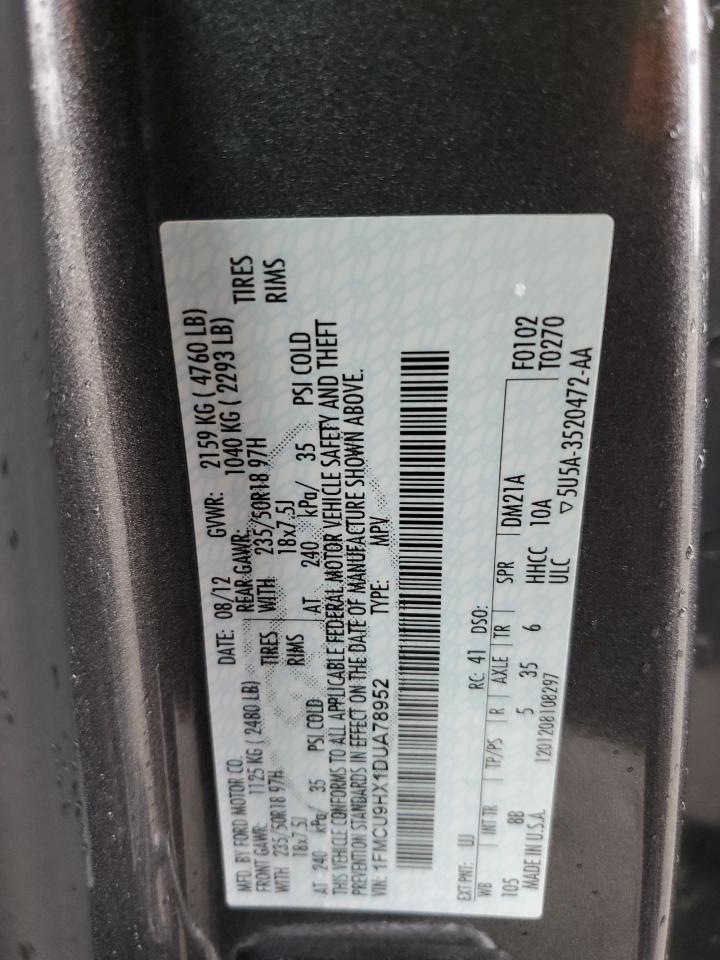 MFD. BY FORD MOTOR CO.
DATE: 08/12 GVWR: 2159 KG ( 4760 LB)
FRONT GAWR: 1125 KG ( 2480 LB) REAR GAWR: 1040 KG ( 2293 LB)
WITH 235/50R18 97H TIRES WITH 235/50R18 97H TIRES
18x7.5J RIMS 18x7.5J RIMS
AT 240 kPa/ 35 PSI COLD AT 240 kPa/ 35 PSI COLD
THIS VEHICLE CONFORMS TO ALL APPLICABLE FEDERAL MOTOR VEHICLE SAFETY AND THEFT
PREVENTION STANDARDS IN EFFECT ON THE DATE OF MANUFACTURE SHOWN ABOVE.
VIN: 1FMCU9HX1DUA78952 TYPE: MPV
EXT PNT: UJ RC: 41 DSO: F0102
WB INT TR TP/PS R AXLE TR SPR DM21A T0270
105 8B 5 35 6 HHCC 10A
MADE IN U.S.A. 1201208108297 ULC ▽5U5A-3520472-AA